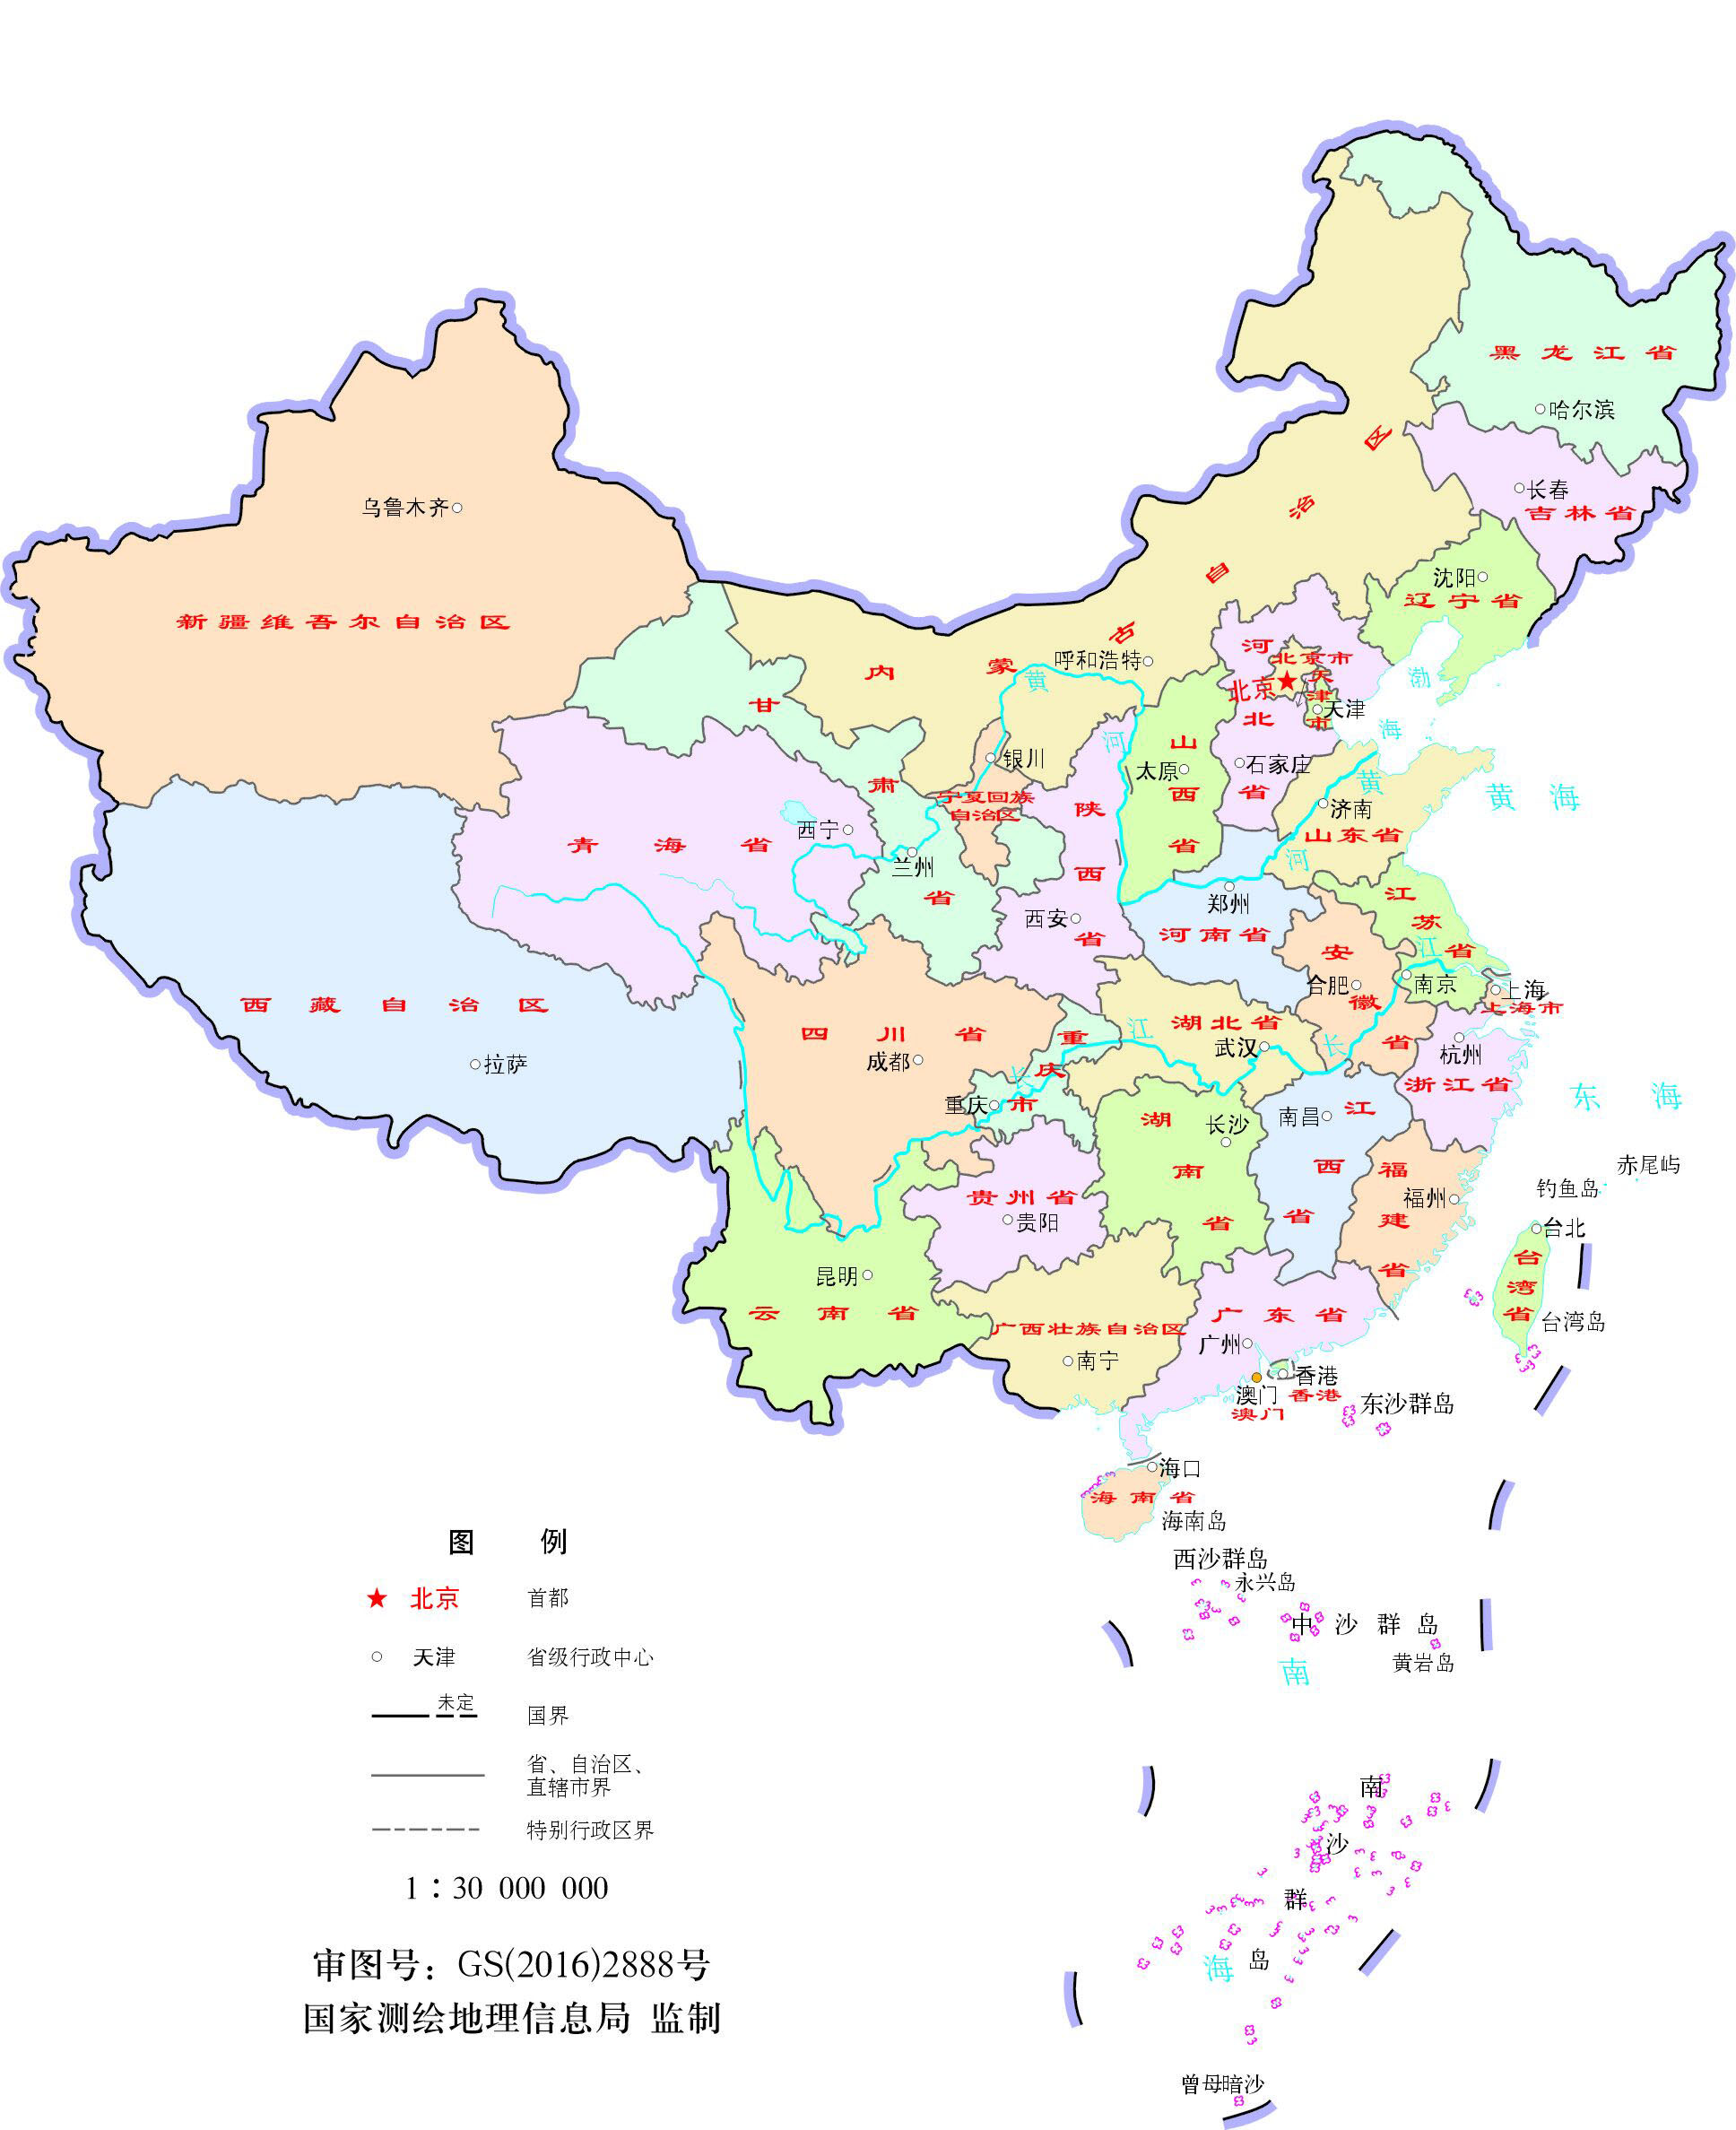 黑龙江省
哈尔滨
长春
吉林省
沈阳
辽宁省
乌鲁木齐
新疆维吾尔自治区
内蒙古自治区
呼和浩特
河北省
北京市
北京
天津市
天津
石家庄
渤海
黄海
山西省
太原
陕西省
西安
黄河
黄河
银川
宁夏回族
自治区
甘肃省
兰州
西宁
青海省
济南
山东省
郑州
河南省
江苏省
南京
安徽省
合肥
上海
上海市
西藏自治区
拉萨
四川省
成都
重庆市
重庆
湖北省
武汉
长江
长江
杭州
浙江省
东海
湖南省
长沙
南昌
江西省
福建省
福州
赤尾屿
钓鱼岛
台北
台湾省
台湾岛
贵州省
贵阳
昆明
云南省
广西壮族自治区
南宁
广东省
广州
香港
香港
澳门
澳门
东沙群岛
海口
海南省
海南岛
西沙群岛
永兴岛
中沙群岛
黄岩岛
南海
南沙群岛
曾母暗沙
图 例
北京 首都
天津 省级行政中心
未定
国界
省、自治区、
直辖市界
特别行政区界
1：30 000 000
审图号：GS(2016)2888号
国家测绘地理信息局 监制